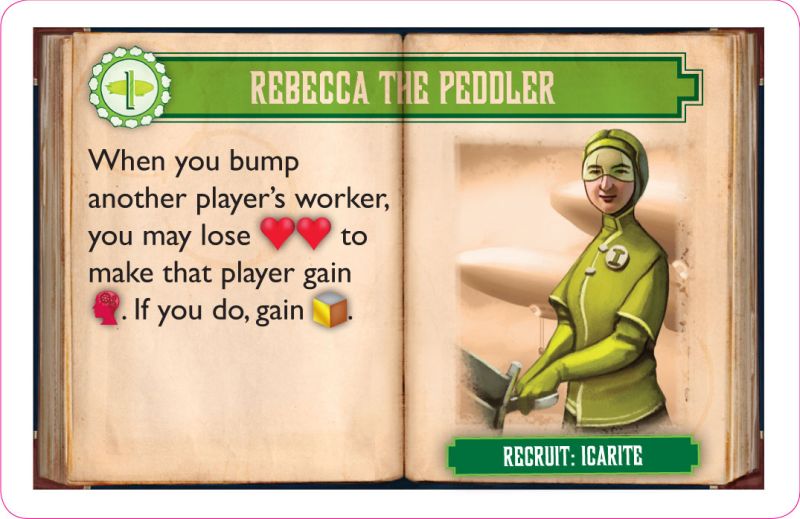 REBECCA THE PEDDLER
When you bump
another player's worker,
you may lose to
make that player gain
. If you do, gain .
I
RECRUIT: ICARITE